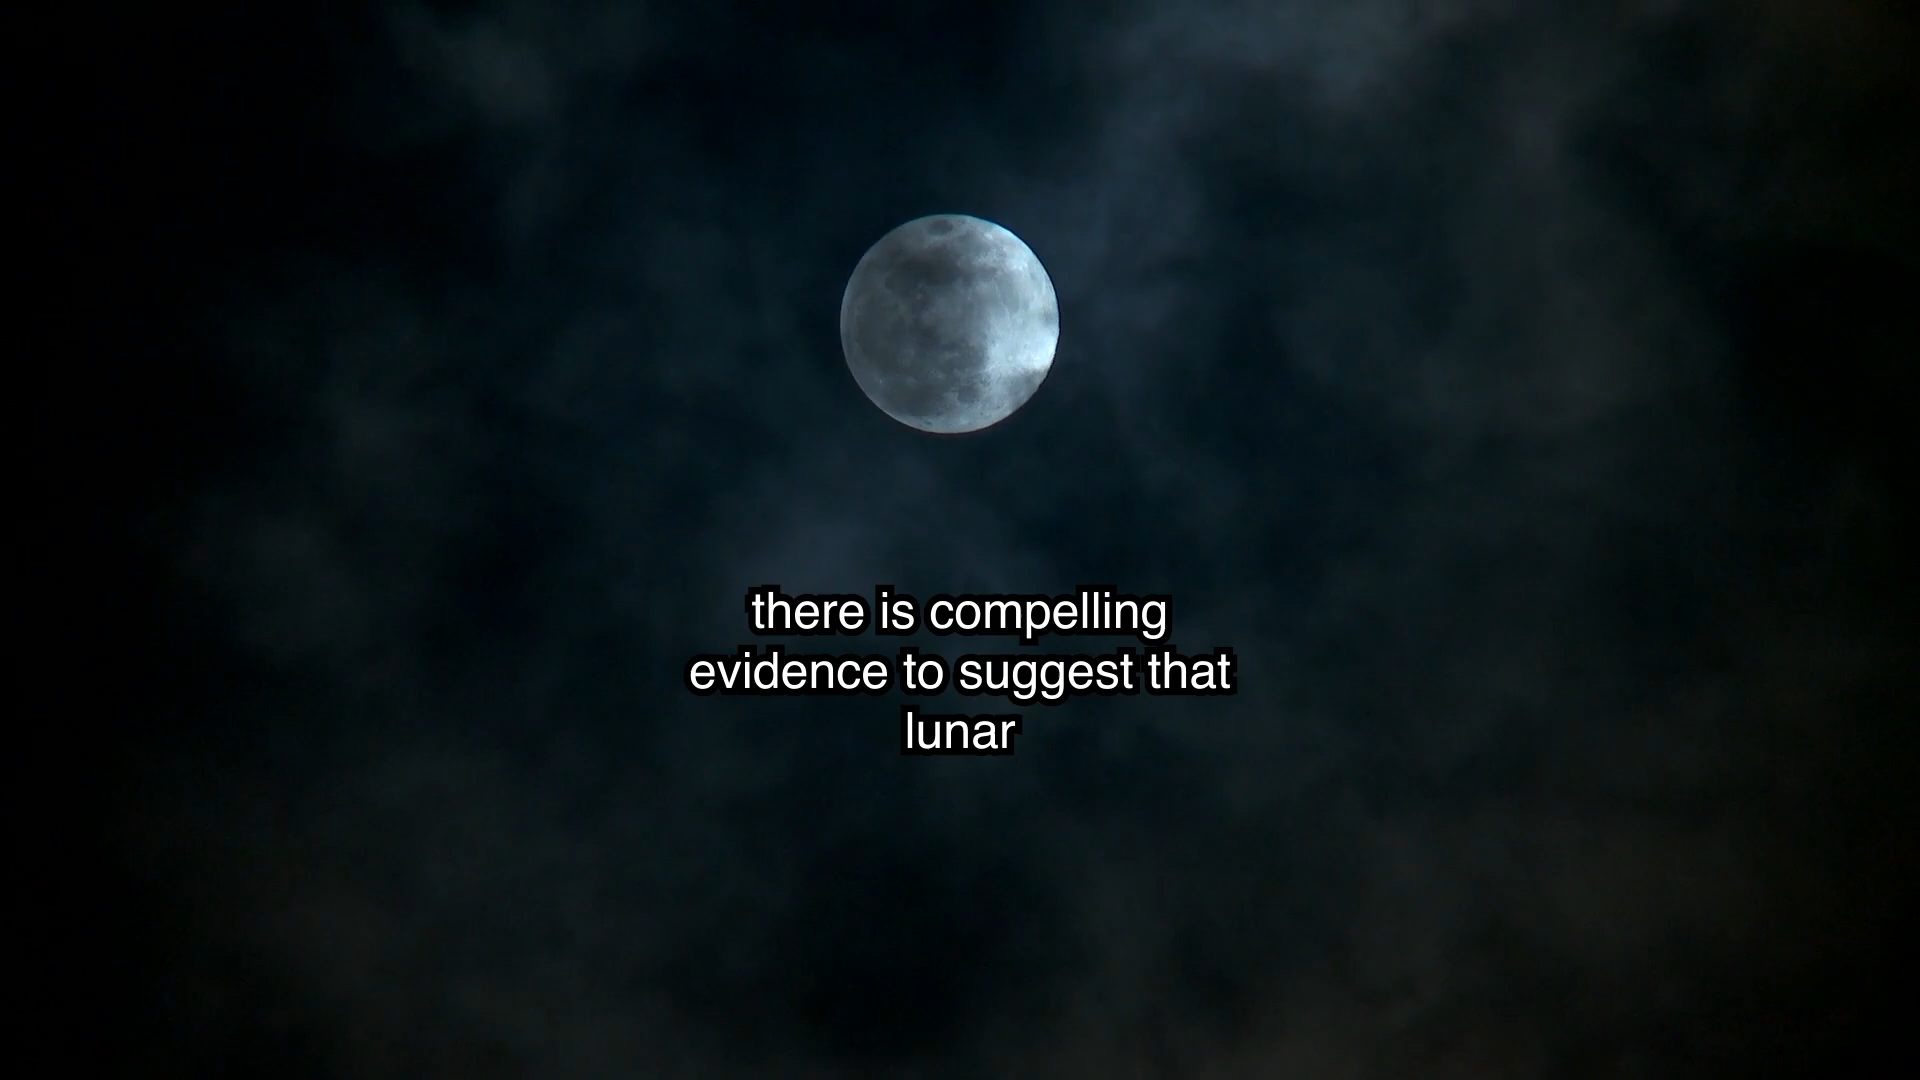 there is compelling
evidence to suggest that
lunar